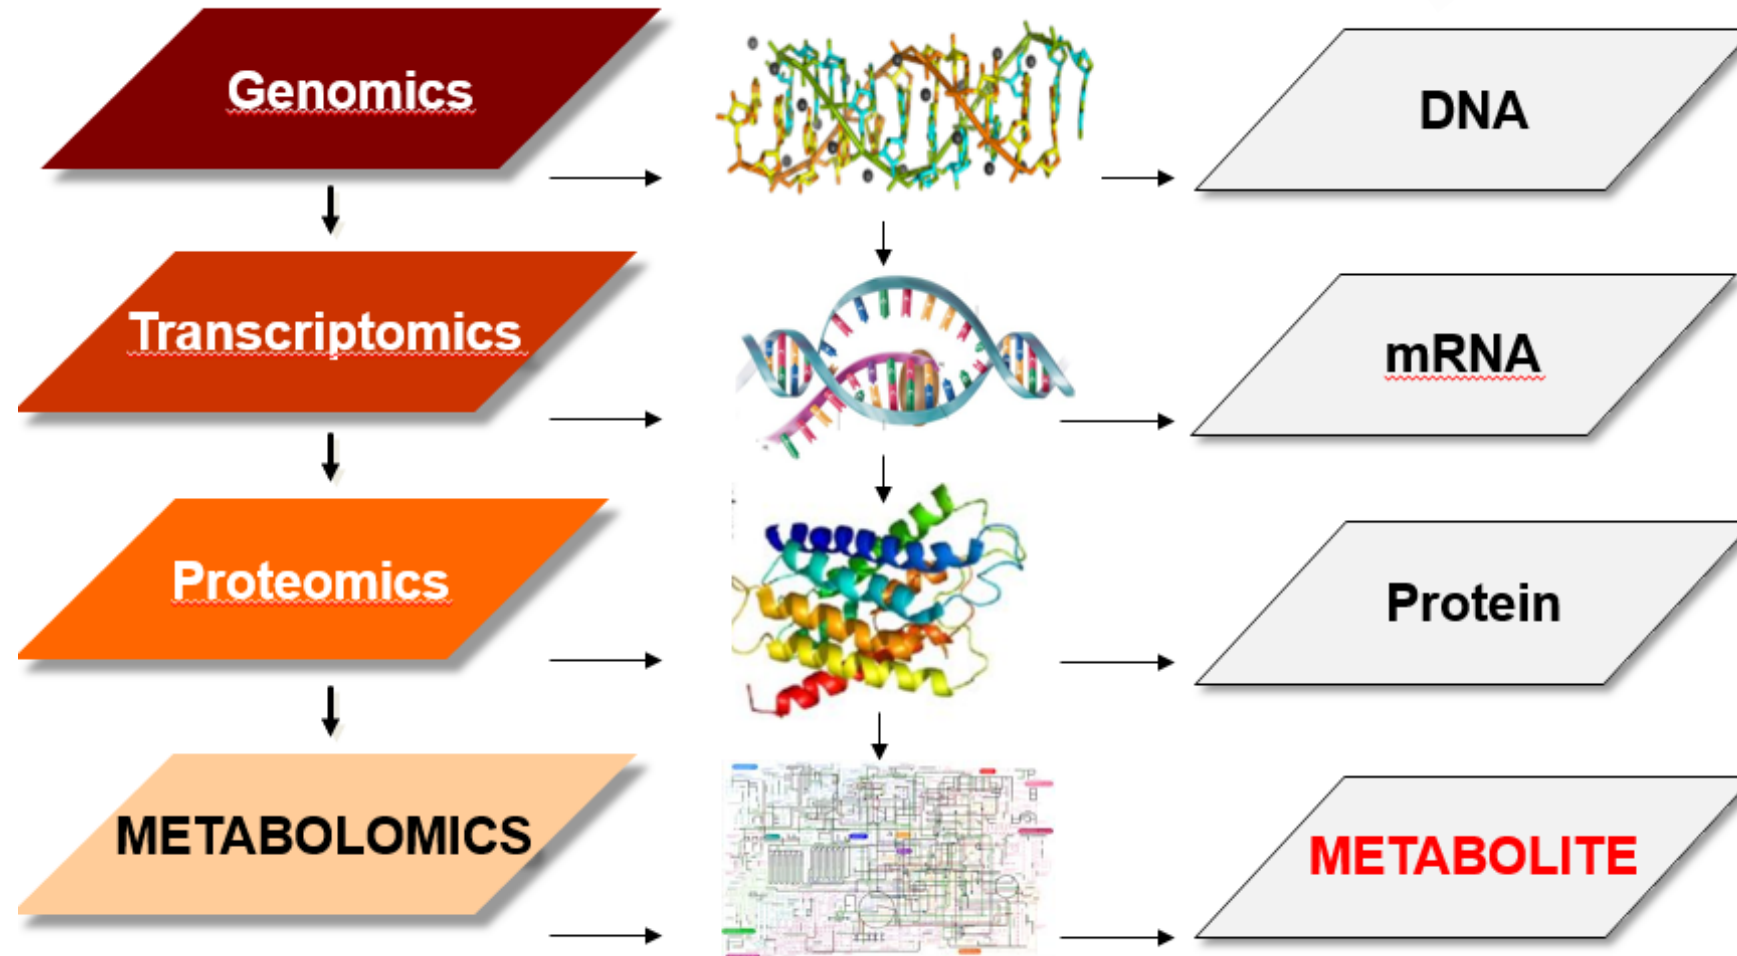 Genomics
DNA
Transcriptomics
mRNA
Proteomics
Protein
METABOLOMICS
METABOLITE